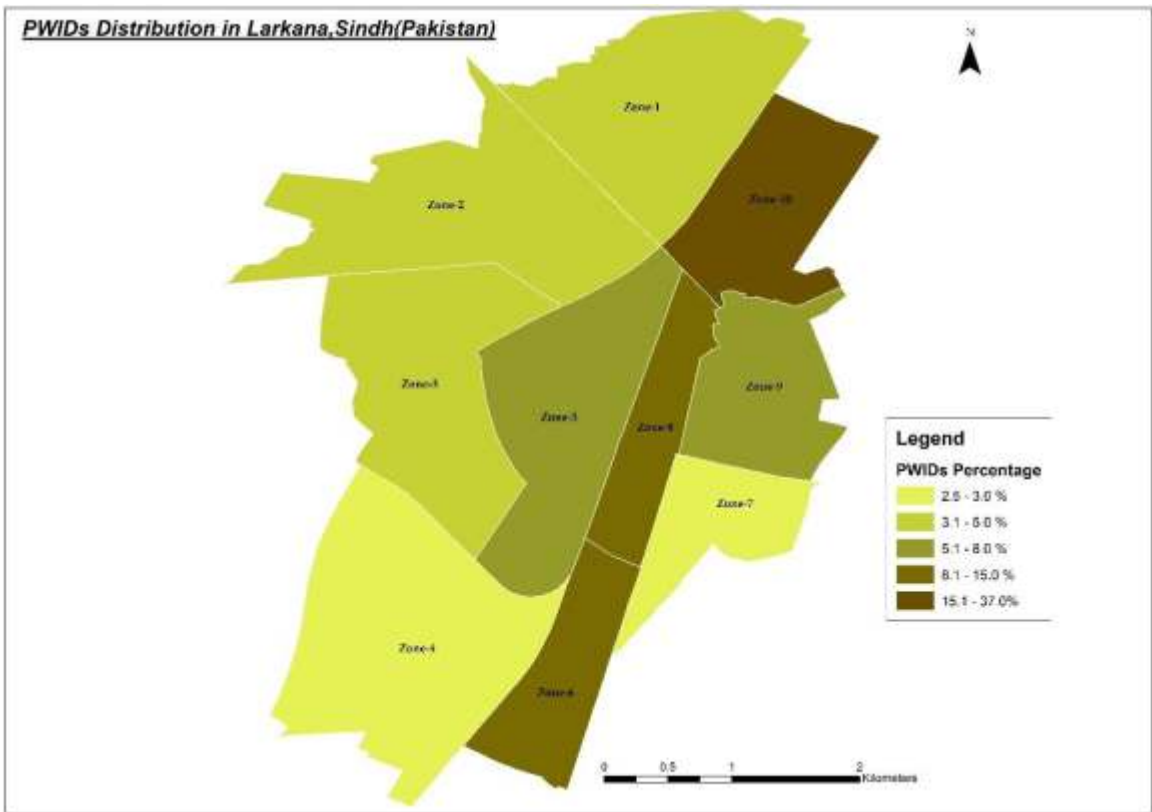 PWIDs Distribution in Larkana,Sindh(Pakistan)
N
Zone-1
Zone-10
Zone-2
Zone-3
Zone-9
Zone-5
Zone-8
Zone-7
Zone-4
Zone-6
Legend
PWIDs Percentage
2.5 - 3.0 %
3.1 - 5.0 %
5.1 - 8.0 %
8.1 - 15.0 %
15.1 - 37.0%
0 0.5 1 2
Kilometers